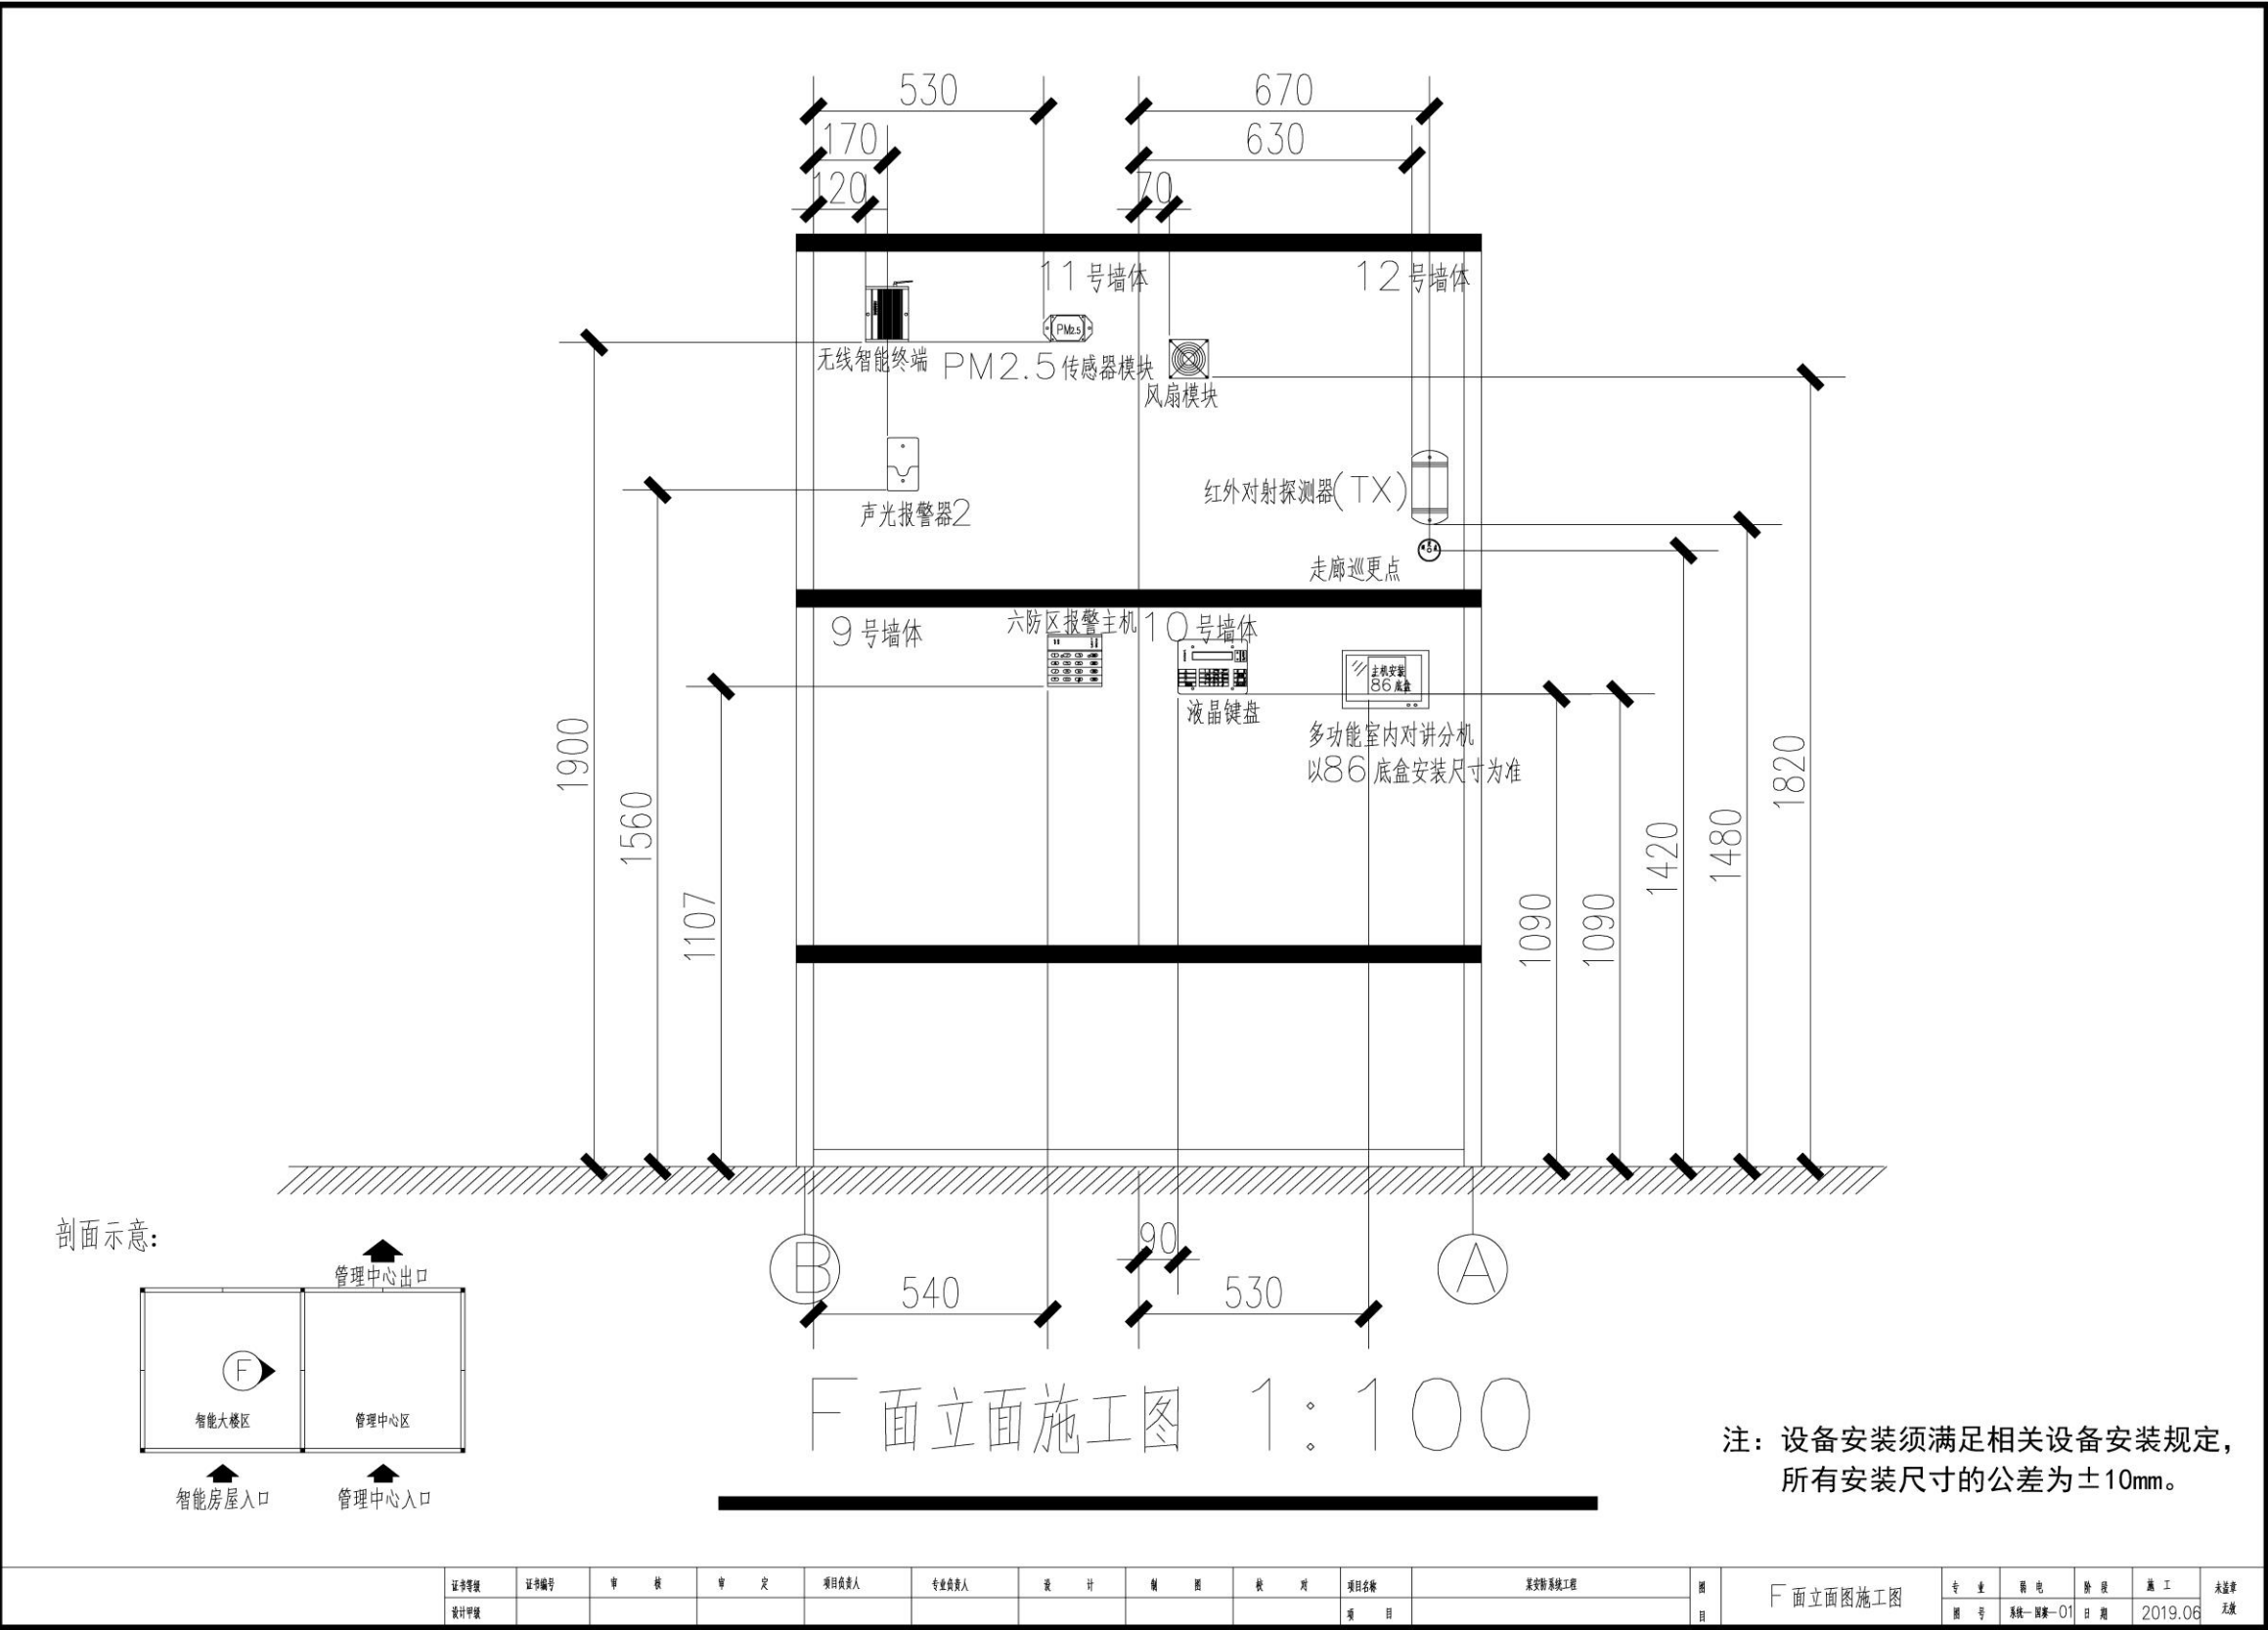 530
670
170
630
120
70
11号墙体
12号墙体
PM2.5
无线智能终端
PM2.5传感器模块
风扇模块
红外对射探测器(TX)
声光报警器2
走廊巡更点
9号墙体
六防区报警主机
10号墙体
主机安装
86底盒
液晶键盘
多功能室内对讲分机
以86底盒安装尺寸为准
1900
1560
1107
1090
1090
1420
1480
1820
剖面示意:
90
B
A
540
530
管理中心出口
F
智能大楼区
管理中心区
智能房屋入口
管理中心入口
F面立面施工图 1:100
注：设备安装须满足相关设备安装规定，
所有安装尺寸的公差为±10mm。
证书等级
证书编号
审 核
审 定
项目负责人
专业负责人
设 计
制 图
校 对
项目名称
某安防系统工程
图
目
F面立面图施工图
专 业
弱 电
阶 段
施 工
未盖章
无效
设计甲级
项 目
图 号
系统-国赛-01
日 期
2019.06